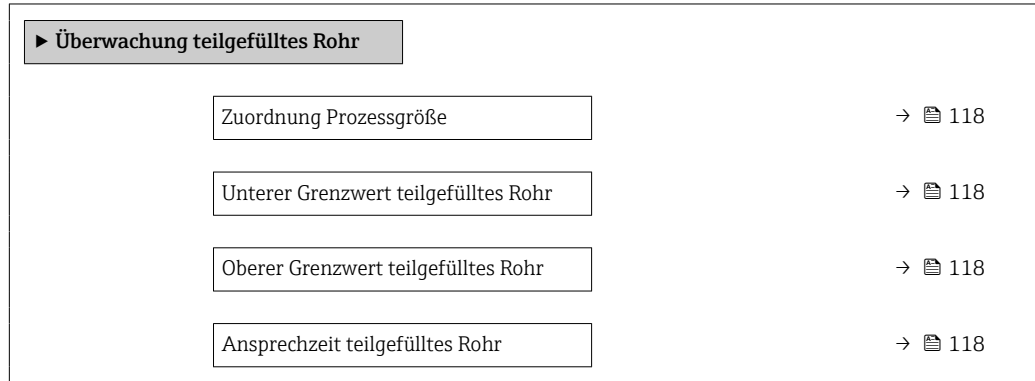 ▶ Überwachung teilgefülltes Rohr
Zuordnung Prozessgröße → 118
Unterer Grenzwert teilgefülltes Rohr → 118
Oberer Grenzwert teilgefülltes Rohr → 118
Ansprechzeit teilgefülltes Rohr → 118